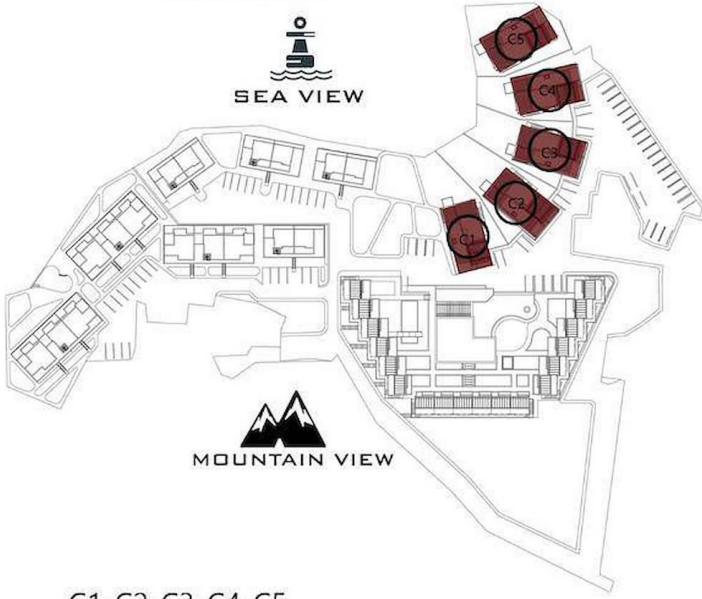 SEA VIEW
C5
C4
C3
C2
C1
MOUNTAIN VIEW
C1, C2, C3, C4, C5